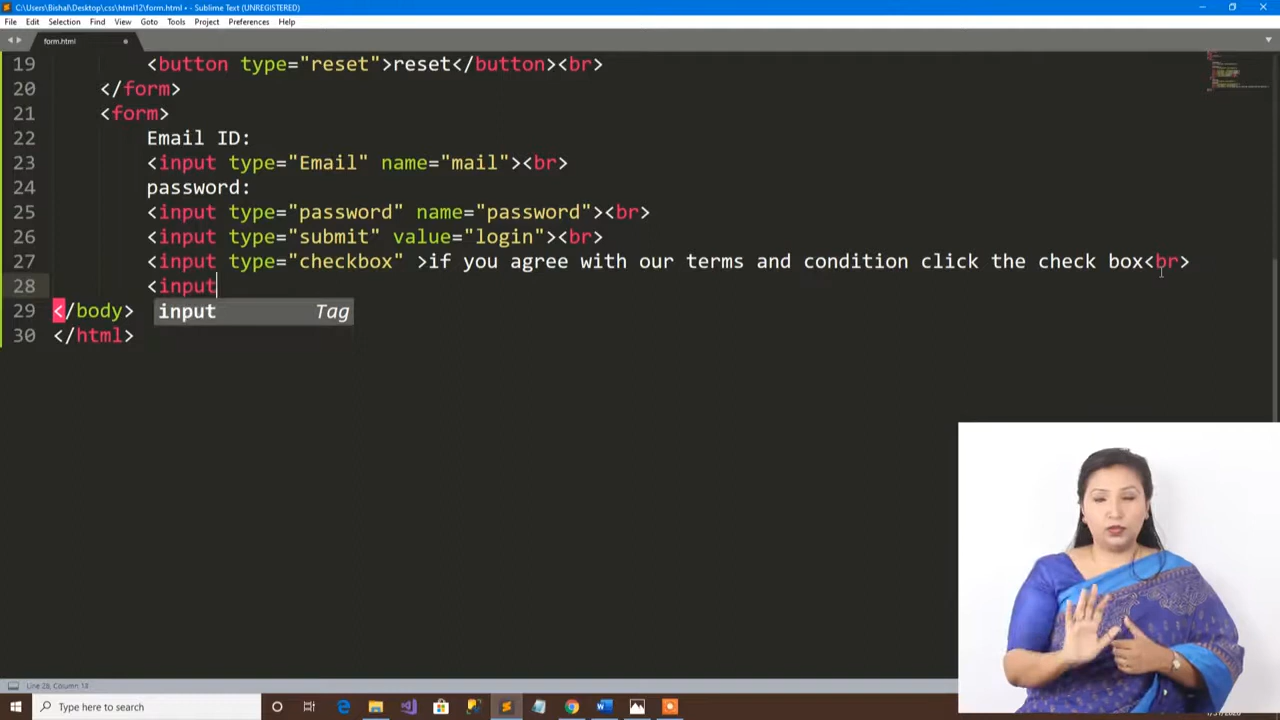 C:\Users\Bishal\Desktop\css\html12\form.html • - Sublime Text (UNREGISTERED)
File Edit Selection Find View Goto Tools Project Preferences Help
form.html
19 <button type="reset">reset</button><br>
20 </form>
21 <form>
22 Email ID:
23 <input type="Email" name="mail"><br>
24 password:
25 <input type="password" name="password"><br>
26 <input type="submit" value="login"><br>
27 <input type="checkbox" >if you agree with our terms and condition click the check box<br>
28 <input
29 </body>
input Tag
30 </html>
Line 28, Column 18
Type here to search